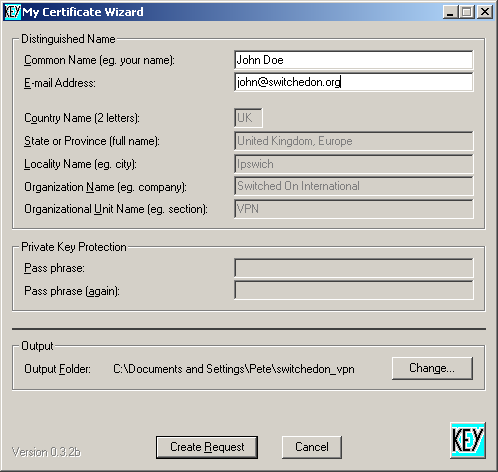 KEY My Certificate Wizard
Distinguished Name
Common Name (eg. your name): John Doe
E-mail Address: john@switchedon.org
Country Name (2 letters): UK
State or Province (full name): United Kingdom, Europe
Locality Name (eg. city): Ipswich
Organization Name (eg. company): Switched On International
Organizational Unit Name (eg. section): VPN
Private Key Protection
Pass phrase:
Pass phrase (again):
Output
Output Folder: C:\Documents and Settings\Pete\switchedon_vpn Change...
Version 0.3.2b Create Request Cancel KEY